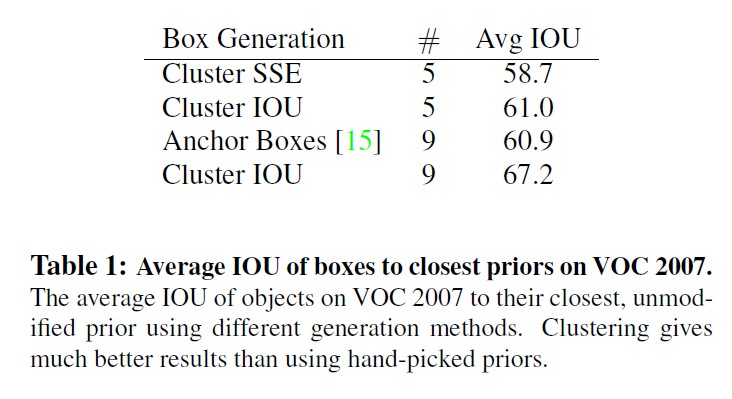 Box Generation # Avg IOU
Cluster SSE 5 58.7
Cluster IOU 5 61.0
Anchor Boxes [15] 9 60.9
Cluster IOU 9 67.2
Table 1: Average IOU of boxes to closest priors on VOC 2007.
The average IOU of objects on VOC 2007 to their closest, unmod-
ified prior using different generation methods. Clustering gives
much better results than using hand-picked priors.